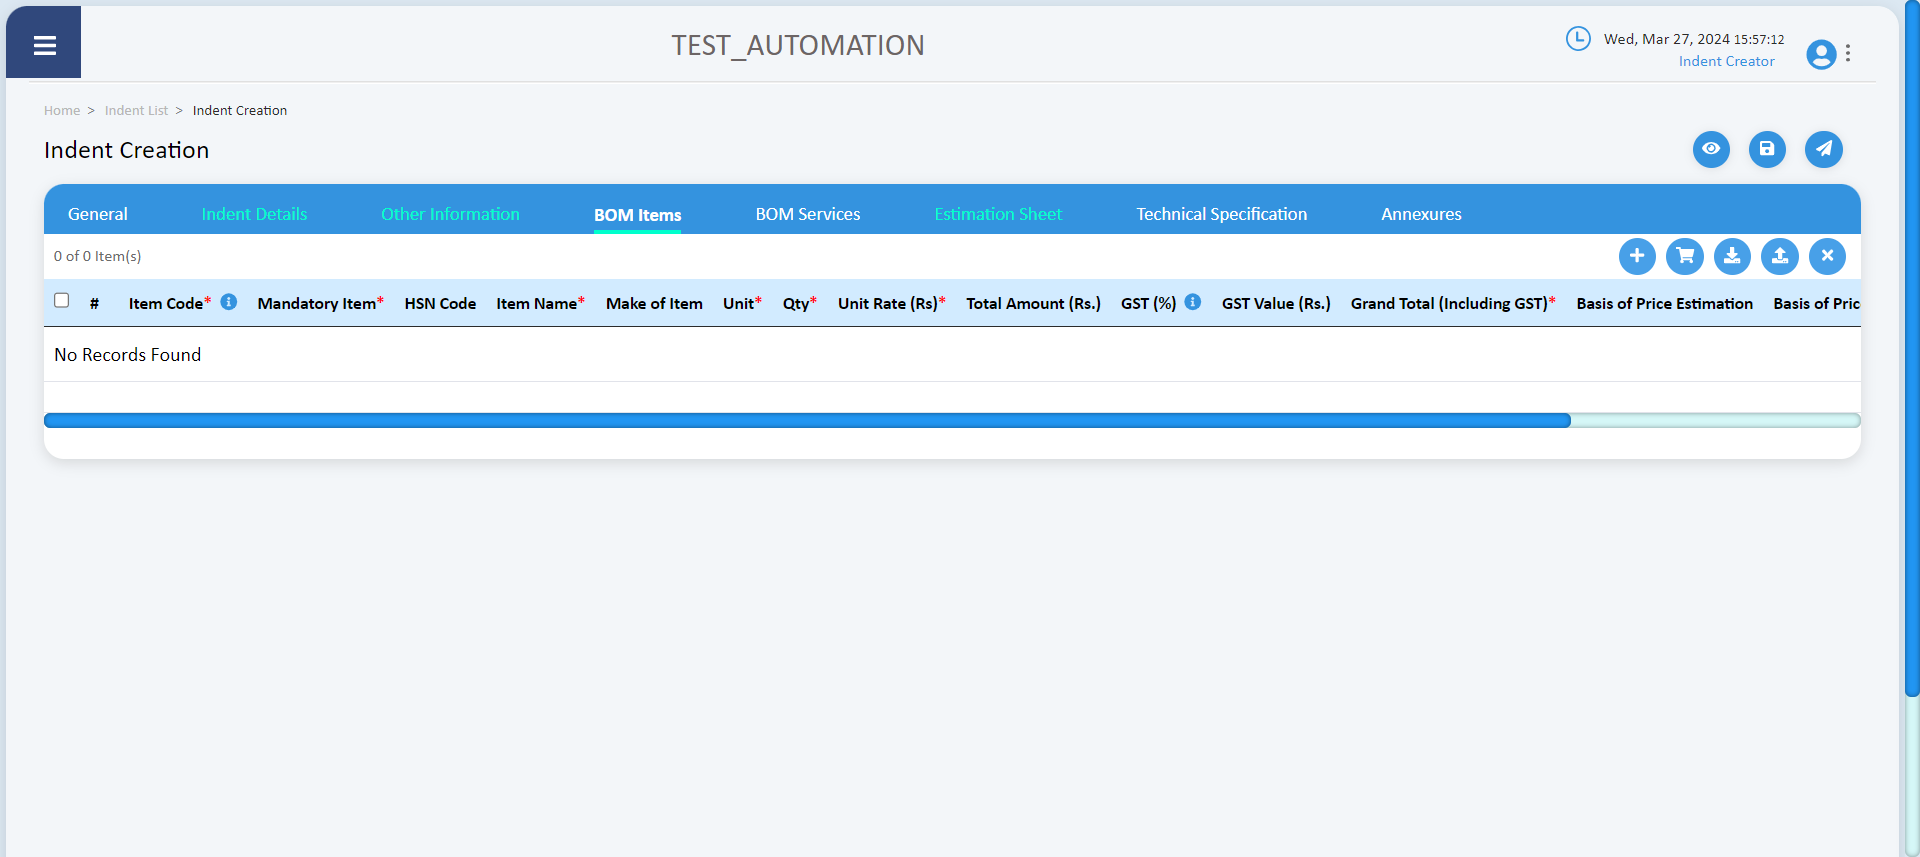 TEST_AUTOMATION
Wed, Mar 27, 2024 15:57:12
Indent Creator
Home > Indent List > Indent Creation
Indent Creation
General Indent Details Other Information BOM Items BOM Services Estimation Sheet Technical Specification Annexures
0 of 0 Item(s)
# Item Code* Mandatory Item* HSN Code Item Name* Make of Item Unit* Qty* Unit Rate (Rs)* Total Amount (Rs.) GST (%) GST Value (Rs.) Grand Total (Including GST)* Basis of Price Estimation Basis of Pric
No Records Found